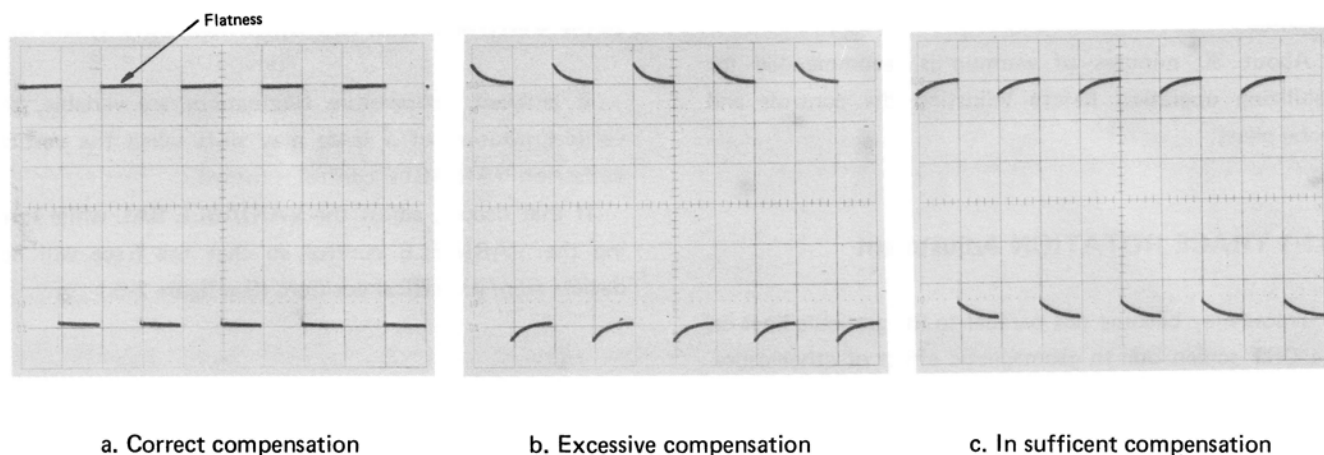 Flatness
a. Correct compensation
b. Excessive compensation
c. In sufficent compensation